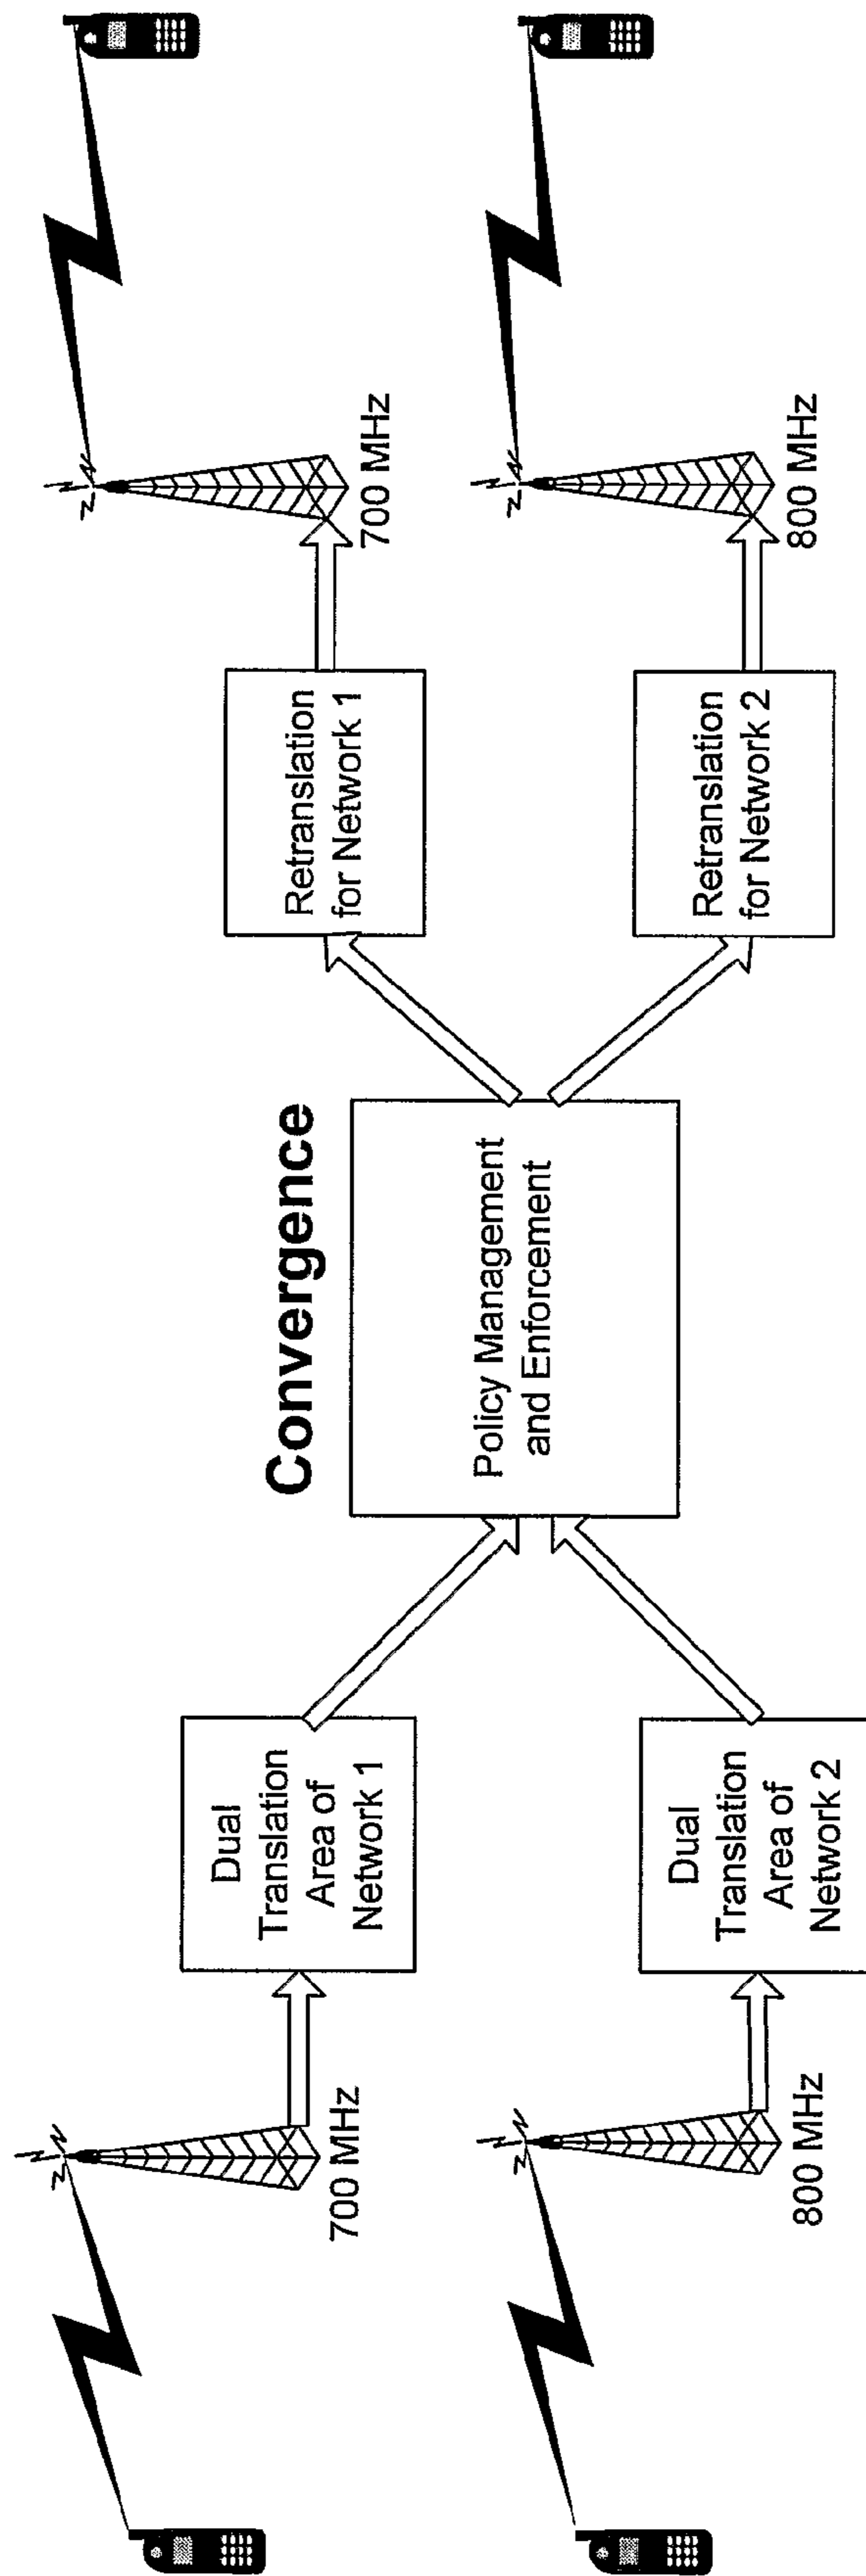 700 MHz
Dual
Translation
Area of
Network 1
800 MHz
Dual
Translation
Area of
Network 2
Convergence
Policy Management
and Enforcement
Retranslation
for Network 1
700 MHz
Retranslation
for Network 2
800 MHz